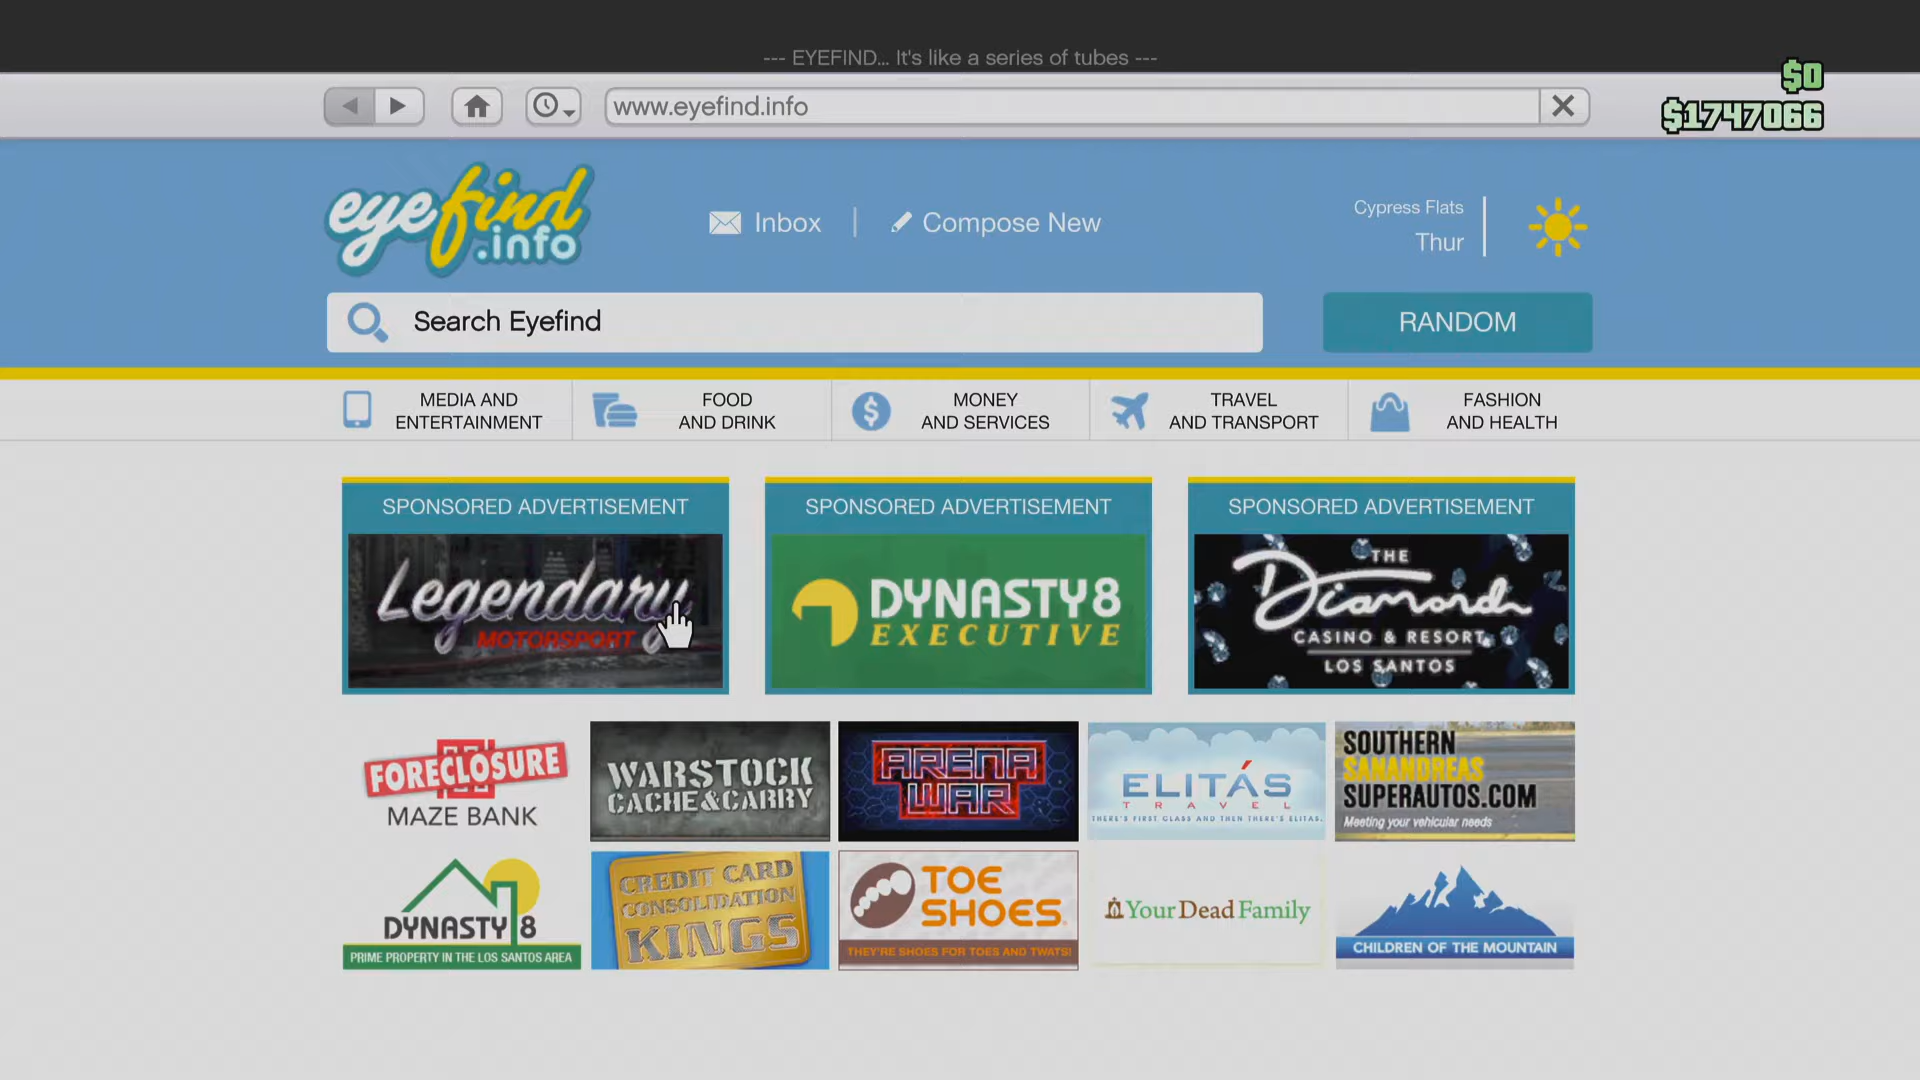 --- EYEFIND... It's like a series of tubes ---
$0
www.eyefind.info
$1747066
eyefind
.info
Inbox
Compose New
Cypress Flats
Thur
Search Eyefind
RANDOM
MEDIA AND
ENTERTAINMENT
FOOD
AND DRINK
MONEY
AND SERVICES
TRAVEL
AND TRANSPORT
FASHION
AND HEALTH
SPONSORED ADVERTISEMENT
Legendary
MOTORSPORT
SPONSORED ADVERTISEMENT
DYNASTY8
EXECUTIVE
SPONSORED ADVERTISEMENT
THE
Diamond
CASINO & RESORT
LOS SANTOS
FORECLOSURE
MAZE BANK
WARSTOCK
CACHE&CARRY
ARENA
WAR
ELITÁS
TRAVEL
THERE'S FIRST CLASS AND THEN THERE'S ELITAS.
SOUTHERN
SANANDREAS
SUPERAUTOS.COM
Meeting your vehicular needs
DYNASTY 8
PRIME PROPERTY IN THE LOS SANTOS AREA
CREDIT CARD
CONSOLIDATION
KINGS
TOE
SHOES
THEY'RE SHOES FOR TOES AND TWATS!
YourDeadFamily
CHILDREN OF THE MOUNTAIN